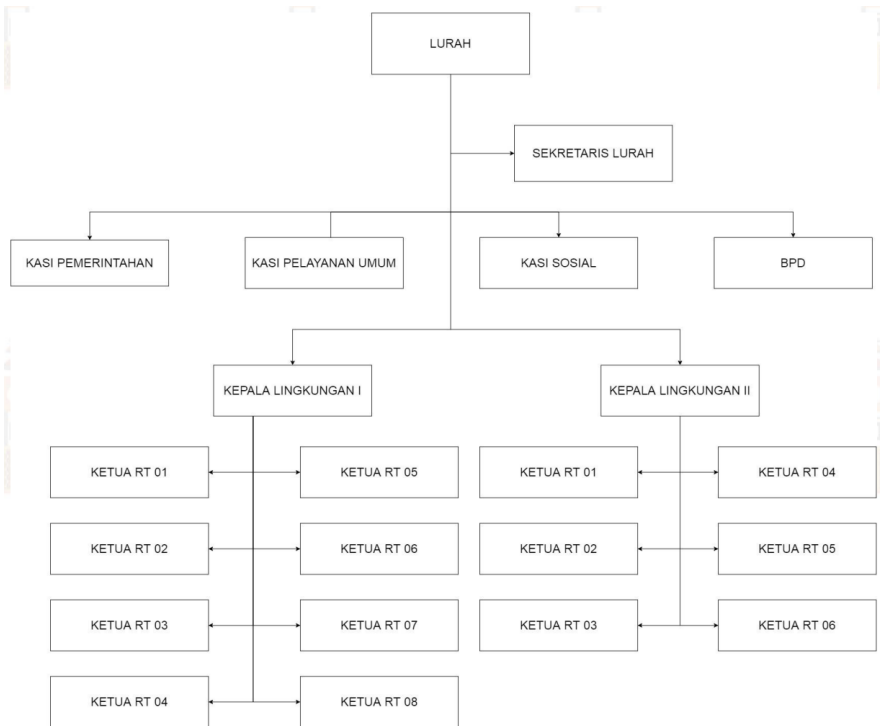 LURAH
SEKRETARIS LURAH
KASI PEMERINTAHAN
KASI PELAYANAN UMUM
KASI SOSIAL
BPD
KEPALA LINGKUNGAN I
KEPALA LINGKUNGAN II
KETUA RT 01
KETUA RT 05
KETUA RT 01
KETUA RT 04
KETUA RT 02
KETUA RT 06
KETUA RT 02
KETUA RT 05
KETUA RT 03
KETUA RT 07
KETUA RT 03
KETUA RT 06
KETUA RT 04
KETUA RT 08